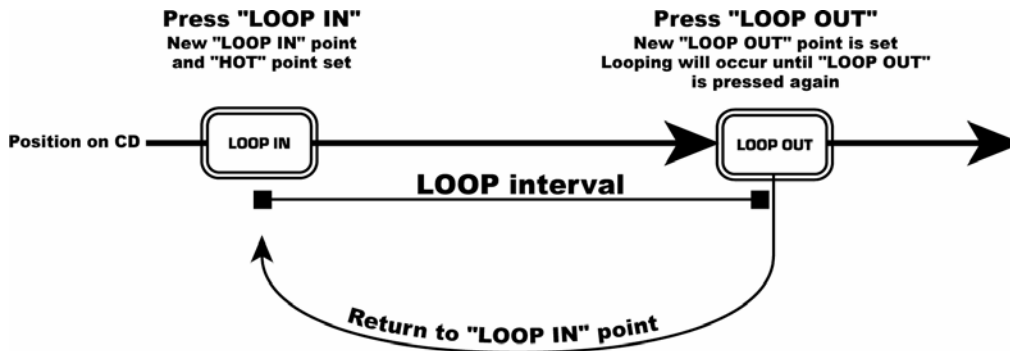 Press "LOOP IN"
New "LOOP IN" point
and "HOT" point set
Press "LOOP OUT"
New "LOOP OUT" point is set
Looping will occur until "LOOP OUT"
is pressed again
Position on CD
LOOP IN
LOOP OUT
LOOP interval
Return to "LOOP IN" point